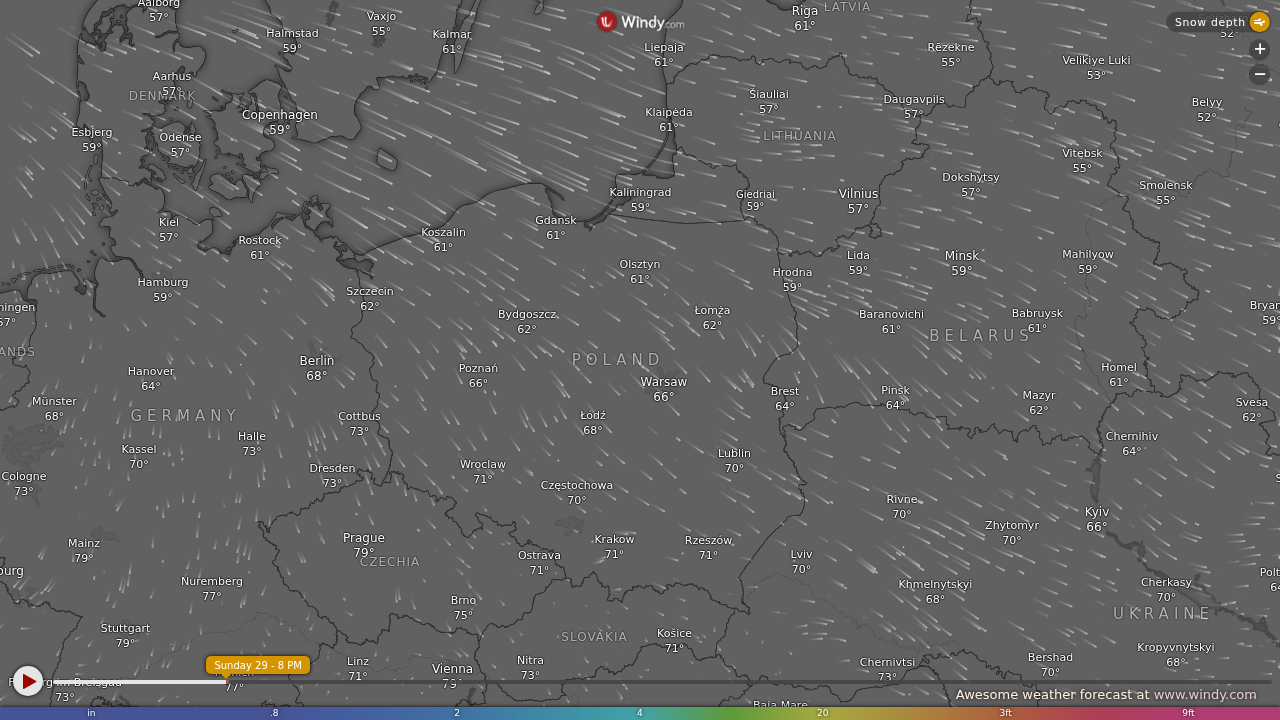 Aalborg
57°
Vaxjo
55°
Halmstad
59°
Kalmar
61°
Windy.com
Riga
61°
LATVIA
Snow depth
52°
Liepaja
61°
Rēzekne
55°
Velikiye Luki
53°
+
−
Aarhus
57°
DENMARK
Šiauliai
57°
Daugavpils
57°
Belyy
52°
Copenhagen
59°
Klaipėda
61°
Esbjerg
59°
Odense
57°
LITHUANIA
Vitebsk
55°
Dokshytsy
57°
Smolensk
55°
Kaliningrad
59°
Giedriai
59°
Vilnius
57°
Kiel
57°
Rostock
61°
Koszalin
61°
Gdansk
61°
Olsztyn
61°
Hrodna
59°
Lida
59°
Minsk
59°
Mahilyow
59°
Hamburg
59°
Szczecin
62°
Bydgoszcz
62°
Łomża
62°
Baranovichi
61°
Babruysk
61°
BELARUS
Berlin
68°
POLAND
Hanover
64°
Poznań
66°
Warsaw
66°
Brest
64°
Pinsk
64°
Homel
61°
Mazyr
62°
Svesa
62°
Münster
68°
GERMANY
Cottbus
73°
Łódź
68°
Halle
73°
Kassel
70°
Chernihiv
64°
Cologne
73°
Dresden
73°
Wroclaw
71°
Lublin
70°
Częstochowa
70°
Rivne
70°
Kyiv
66°
Zhytomyr
70°
Mainz
79°
Prague
79°
CZECHIA
Ostrava
71°
Krakow
71°
Rzeszow
71°
Lviv
70°
Nuremberg
77°
Khmelnytskyi
68°
Cherkasy
70°
Brno
75°
UKRAINE
Stuttgart
79°
SLOVAKIA
Košice
71°
Kropyvnytskyi
68°
Sunday 29 - 8 PM
Linz
71°
Vienna
79°
Nitra
73°
Chernivtsi
73°
Bershad
70°
73°
77°
Baia Mare
Awesome weather forecast at www.windy.com
in .8 2 4 20 3ft 9ft